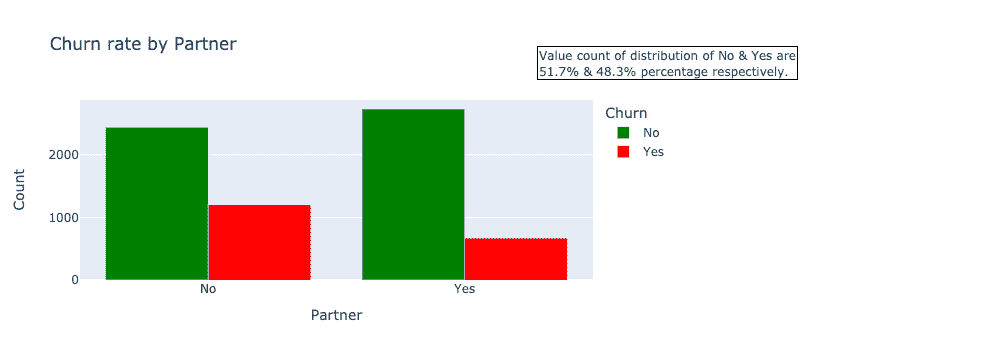 Churn rate by Partner
Value count of distribution of No & Yes are
51.7% & 48.3% percentage respectively.
Churn
No
Yes
Count
2000
1000
0
No
Yes
Partner